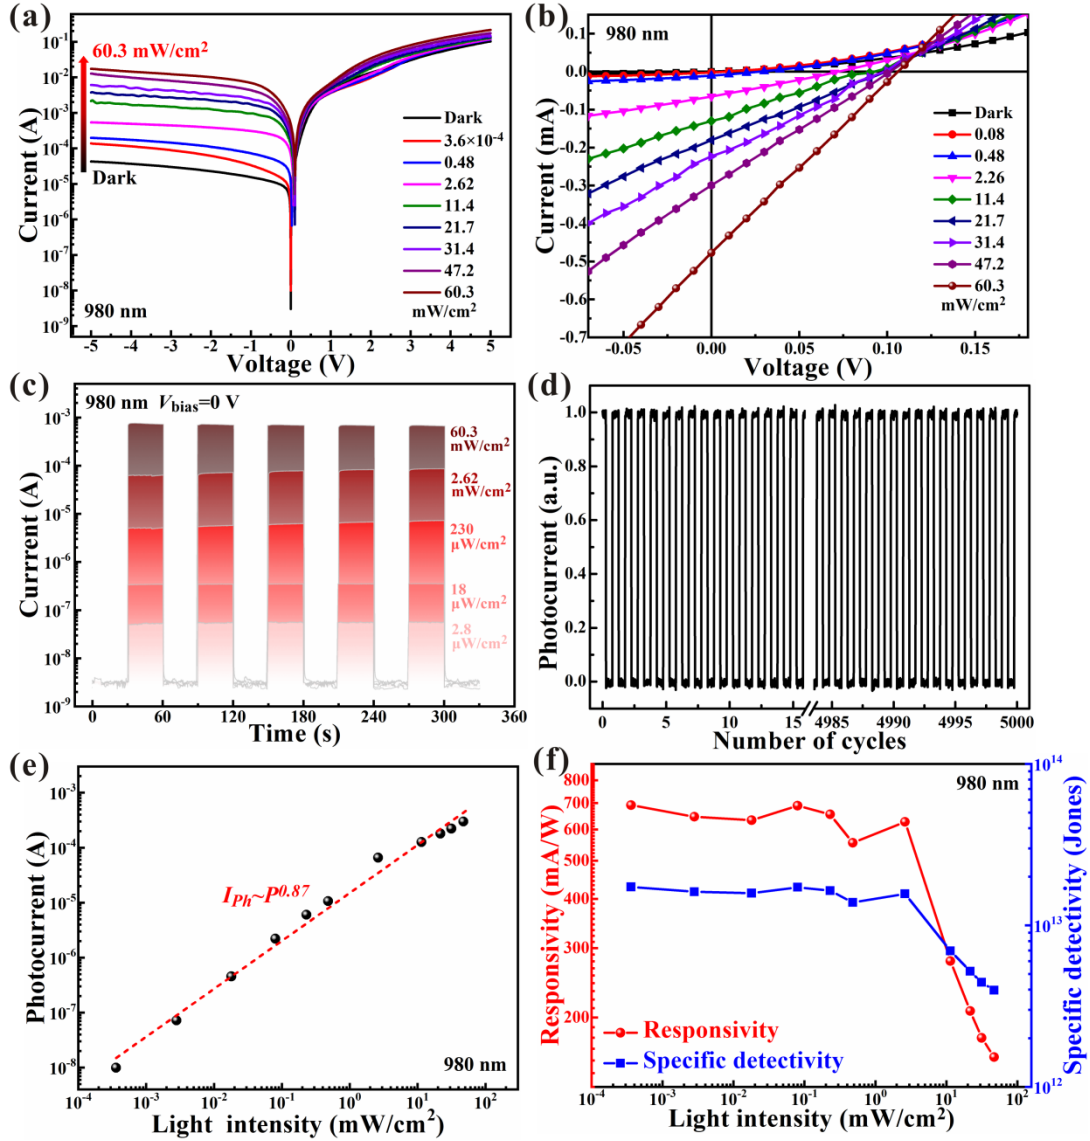 (a)
60.3 mW/cm²
Dark
980 nm
Current (A)
10⁻¹
10⁰
10⁻²
10⁻³
10⁻⁴
10⁻⁵
10⁻⁶
10⁻⁷
10⁻⁸
10⁻⁹
-5 -4 -3 -2 -1 0 1 2 3 4 5
Voltage (V)
Dark
3.6×10⁻⁴
0.48
2.62
11.4
21.7
31.4
47.2
60.3
mW/cm²
(b)
980 nm
Current (mA)
0.1
0.0
-0.1
-0.2
-0.3
-0.4
-0.5
-0.6
-0.7
-0.05 0.00 0.05 0.10 0.15
Voltage (V)
Dark
0.08
0.48
2.26
11.4
21.7
31.4
47.2
60.3
mW/cm²
(c)
980 nm V_bias=0 V
Currrent (A)
10⁻³
10⁻⁴
10⁻⁵
10⁻⁶
10⁻⁷
10⁻⁸
10⁻⁹
60.3
mW/cm²
2.62
mW/cm²
230
μW/cm²
18
μW/cm²
2.8
μW/cm²
0 60 120 180 240 300 360
Time (s)
(d)
Photocurrent (a.u.)
1.0
0.8
0.6
0.4
0.2
0.0
0 5 10 15 4985 4990 4995 5000
Number of cycles
(e)
Photocurrent (A)
10⁻³
10⁻⁴
10⁻⁵
10⁻⁶
10⁻⁷
10⁻⁸
I_Ph~P^0.87
980 nm
10⁻⁴ 10⁻³ 10⁻² 10⁻¹ 10⁰ 10¹ 10²
Light intensity (mW/cm²)
(f)
980 nm
Responsivity (mA/W)
800
700
600
500
400
300
200
Specific detectivity (Jones)
10¹⁴
10¹³
10¹²
Responsivity
Specific detectivity
10⁻⁴ 10⁻³ 10⁻² 10⁻¹ 10⁰ 10¹ 10²
Light intensity (mW/cm²)